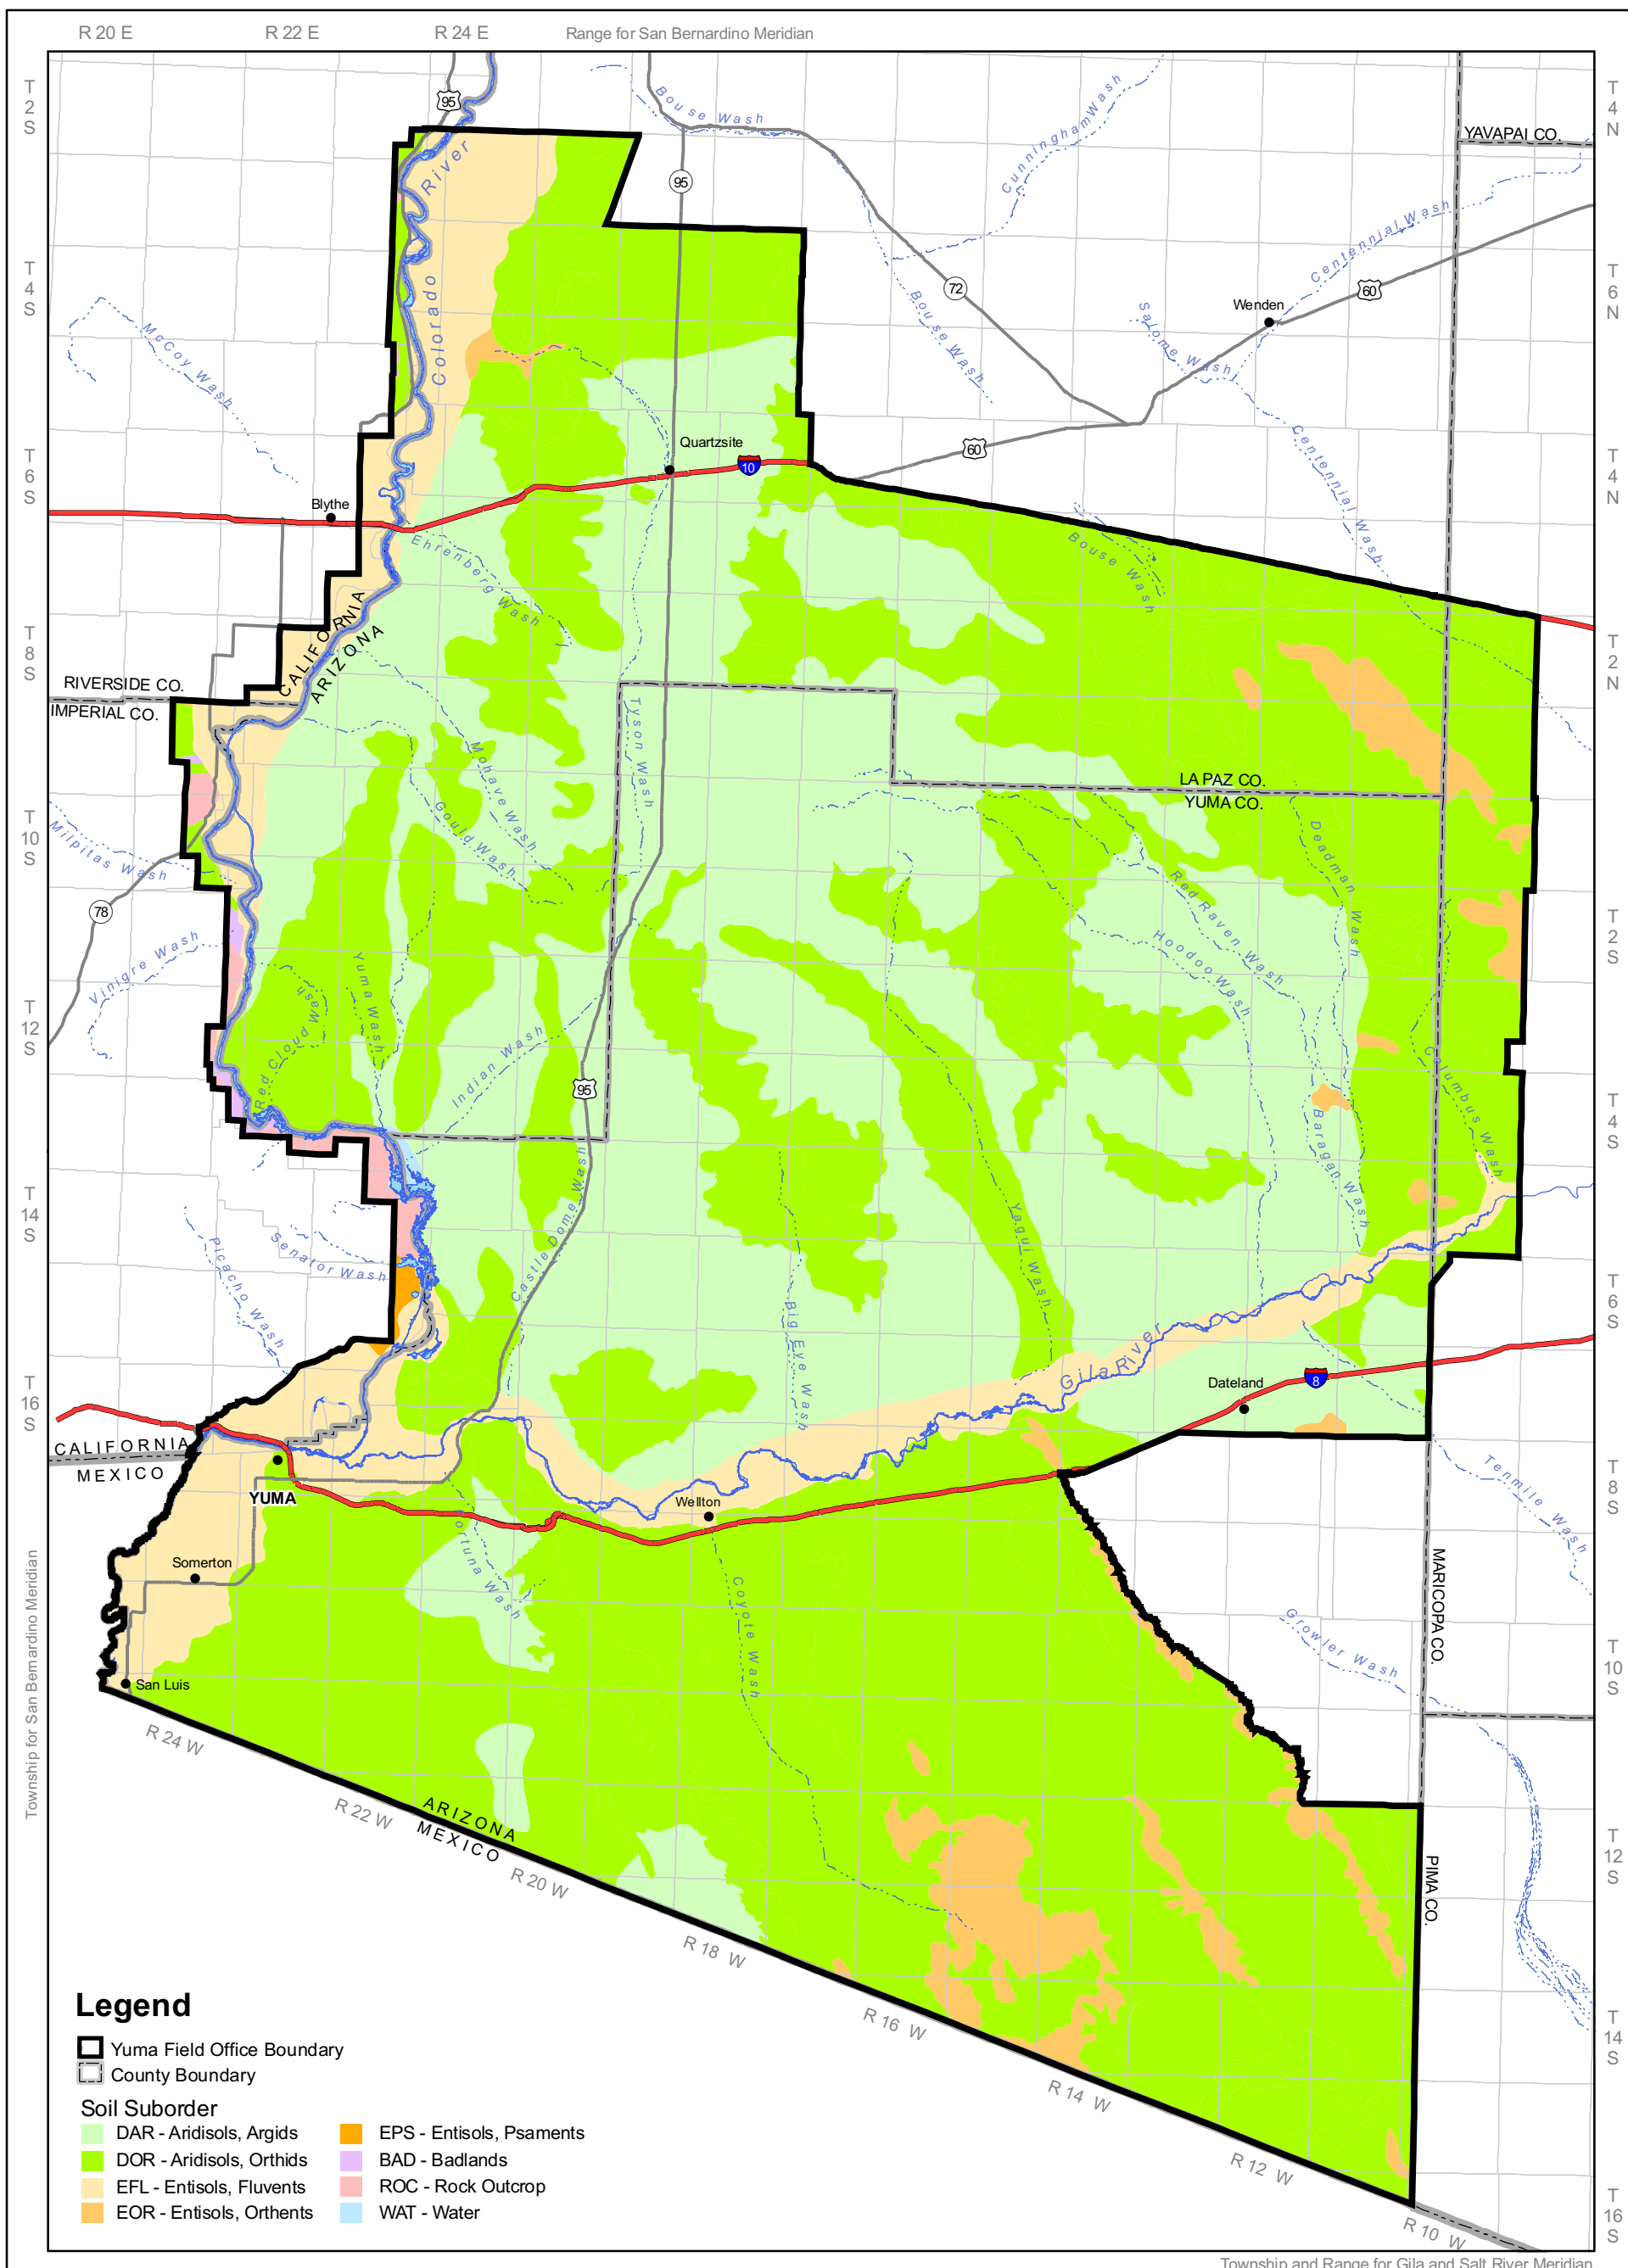 R 20 E
R 22 E
R 24 E
Range for San Bernardino Meridian
T
2
S
T
4
S
T
6
S
T
8
S
T
10
S
T
12
S
T
14
S
T
16
S
Township for San Bernardino Meridian
T
4
N
T
6
N
T
4
N
T
2
N
T
2
S
T
4
S
T
6
S
T
8
S
T
10
S
T
12
S
T
14
S
T
16
S
95
Bouse Wash
Cunningham Wash
YAVAPAI CO.
95
Colorado River
Centennial Wash
72
60
Wenden
Salome Wash
Bouse Wash
McCoy Wash
Quartzsite
10
60
Centennial Wash
Blythe
Ehrenberg Wash
Bouse Wash
CALIFORNIA
ARIZONA
RIVERSIDE CO.
IMPERIAL CO.
Tyson Wash
Mohave Wash
Gould Wash
LA PAZ CO.
YUMA CO.
Deadman Wash
Milpitas Wash
78
Red Raven Wash
Hoodoo Wash
Vinigre Wash
Yuma Wash
Red Cloud Wash
Indian Wash
95
Columbus Wash
Baragan Wash
Castle Dome Wash
Yaqui Wash
Senator Wash
Picacho Wash
Big Eye Wash
Gila River
Dateland
8
CALIFORNIA
MEXICO
YUMA
Wellton
Tenmile Wash
Somerton
Fortuna Wash
Coyote Wash
MARICOPA CO.
Growler Wash
San Luis
R 24 W
R 22 W
ARIZONA
MEXICO
R 20 W
PIMA CO.
R 18 W
R 16 W
R 14 W
R 12 W
R 10 W
Legend
Yuma Field Office Boundary
County Boundary
Soil Suborder
DAR - Aridisols, Argids
DOR - Aridisols, Orthids
EFL - Entisols, Fluvents
EOR - Entisols, Orthents
EPS - Entisols, Psaments
BAD - Badlands
ROC - Rock Outcrop
WAT - Water
Township and Range for Gila and Salt River Meridian